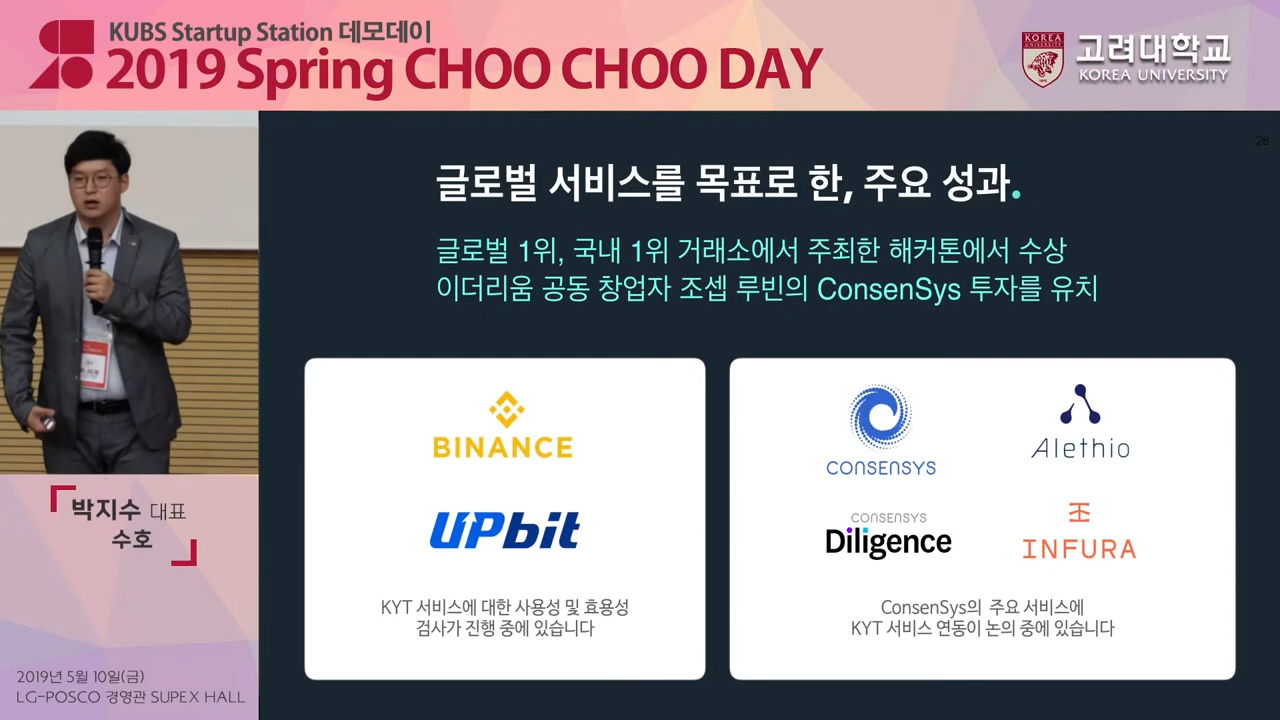 KUBS Startup Station 데모데이
2019 Spring CHOO CHOO DAY
KOREA
UNIVERSITY
고려대학교
KOREA UNIVERSITY
26
글로벌 서비스를 목표로 한, 주요 성과.
글로벌 1위, 국내 1위 거래소에서 주최한 해커톤에서 수상
이더리움 공동 창업자 조셉 루빈의 ConsenSys 투자를 유치
BINANCE
UPbit
KYT 서비스에 대한 사용성 및 효용성
검사가 진행 중에 있습니다
CONSENSYS
Alethio
CONSENSYS
Diligence
INFURA
ConsenSys의 주요 서비스에
KYT 서비스 연동이 논의 중에 있습니다
박지수 대표
수호
2019년 5월 10일(금)
LG-POSCO 경영관 SUPEX HALL